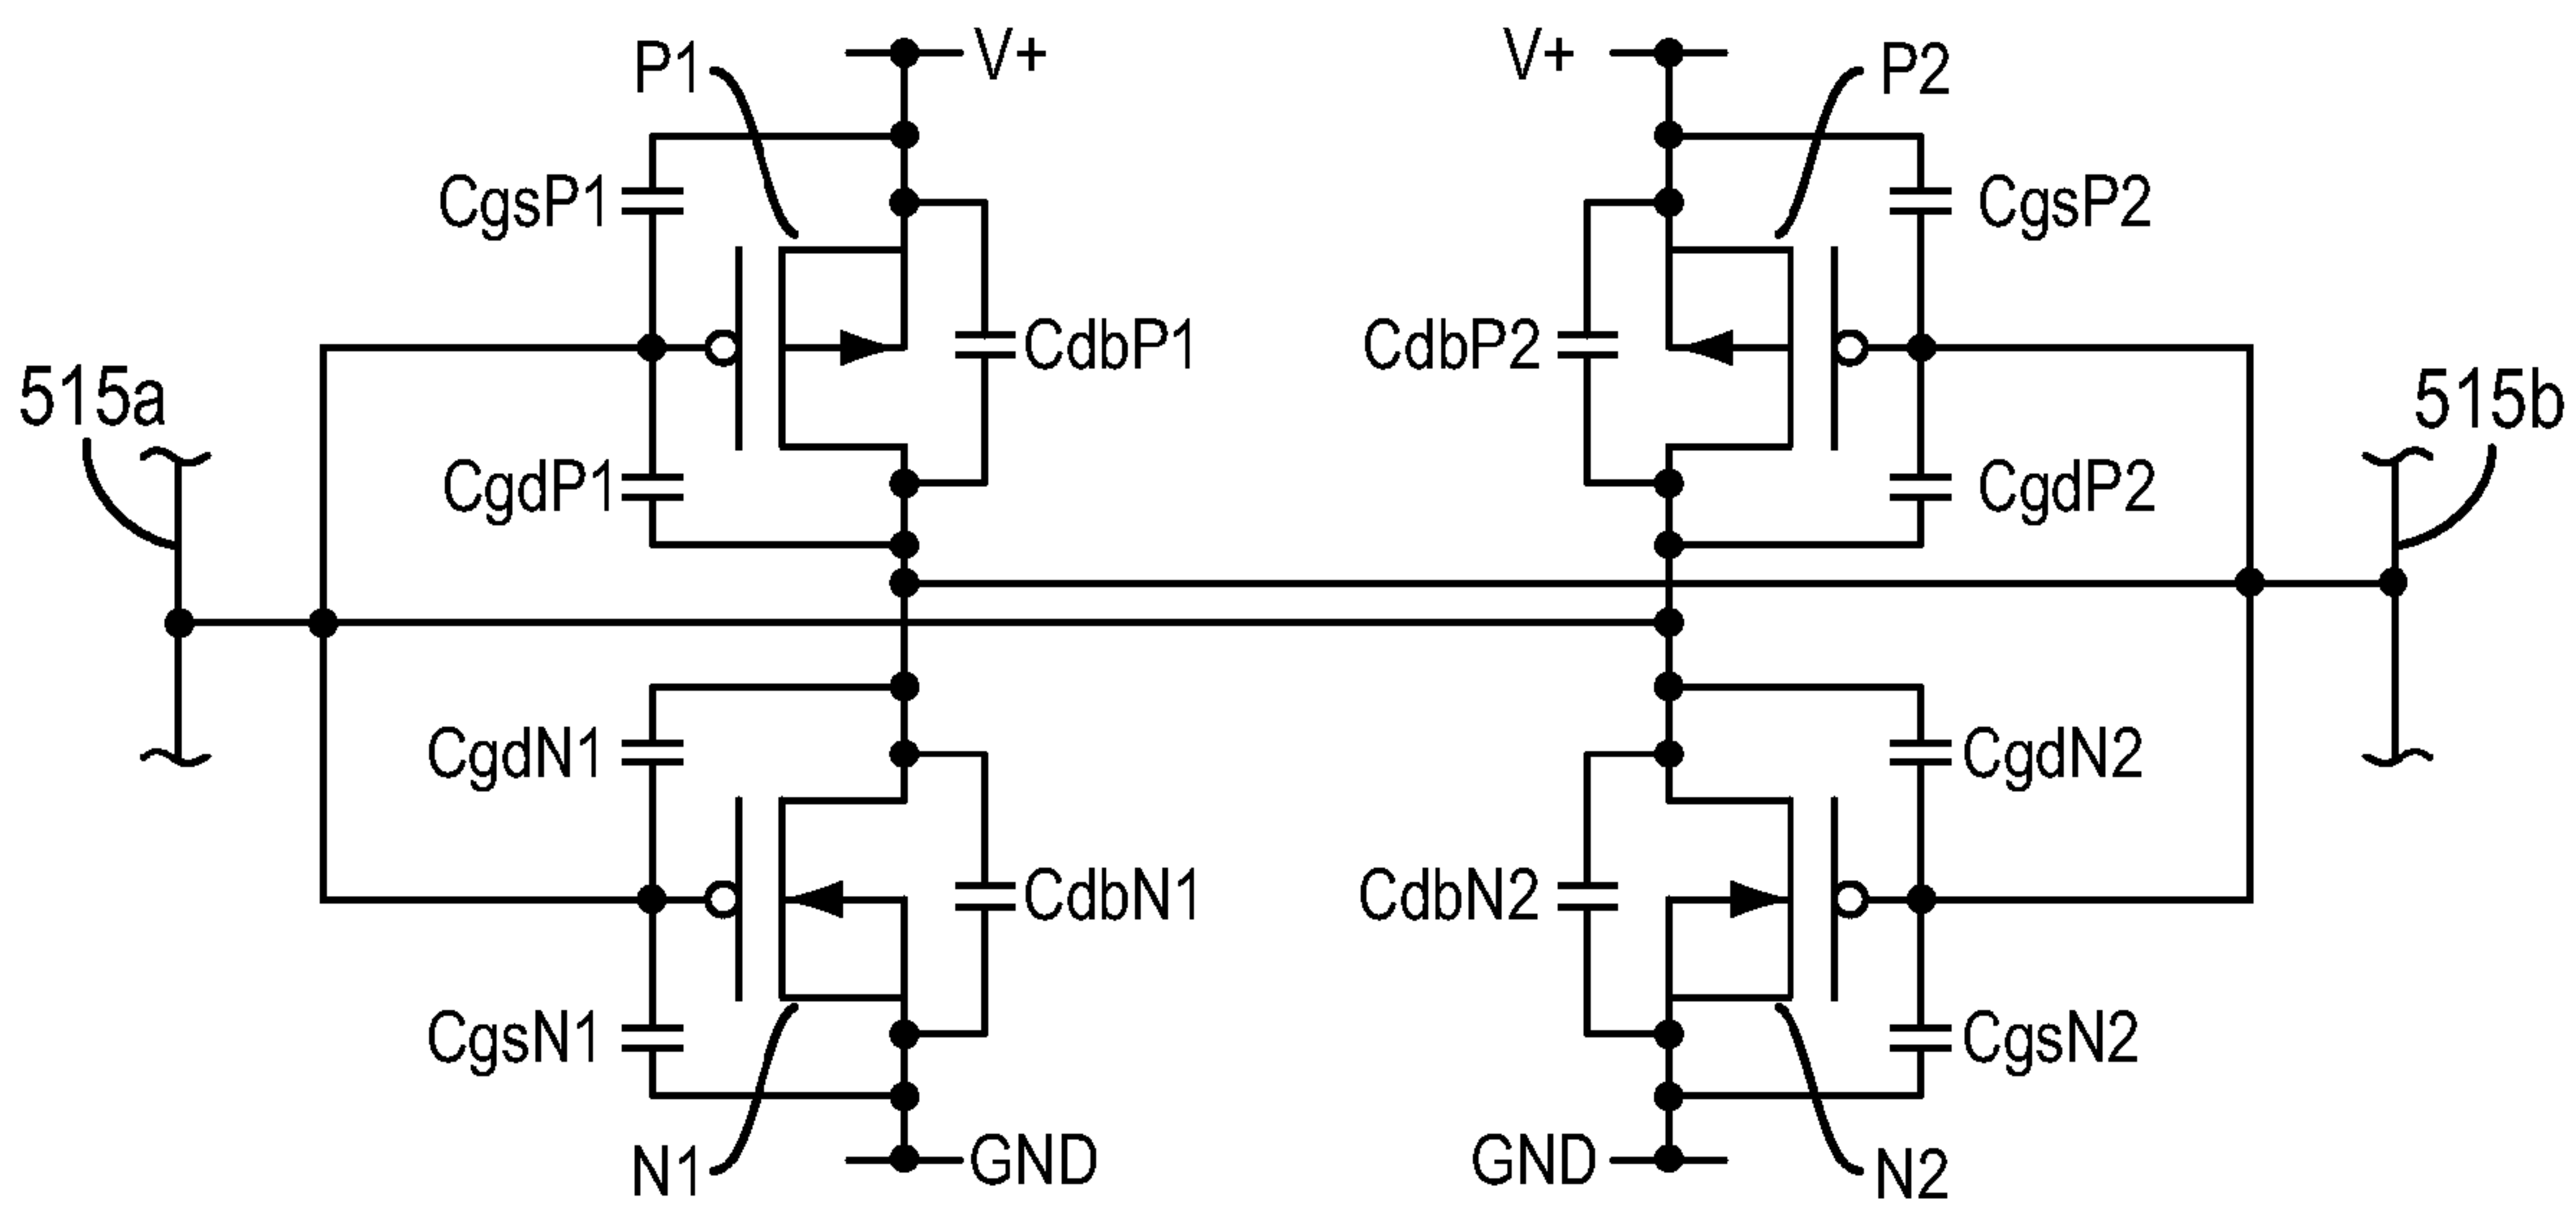 P1
V+
V+
P2
CgsP1
CgsP2
CdbP1
CdbP2
515a
515b
CgdP1
CgdP2
CgdN1
CgdN2
CdbN1
CdbN2
CgsN1
CgsN2
N1
GND
GND
N2